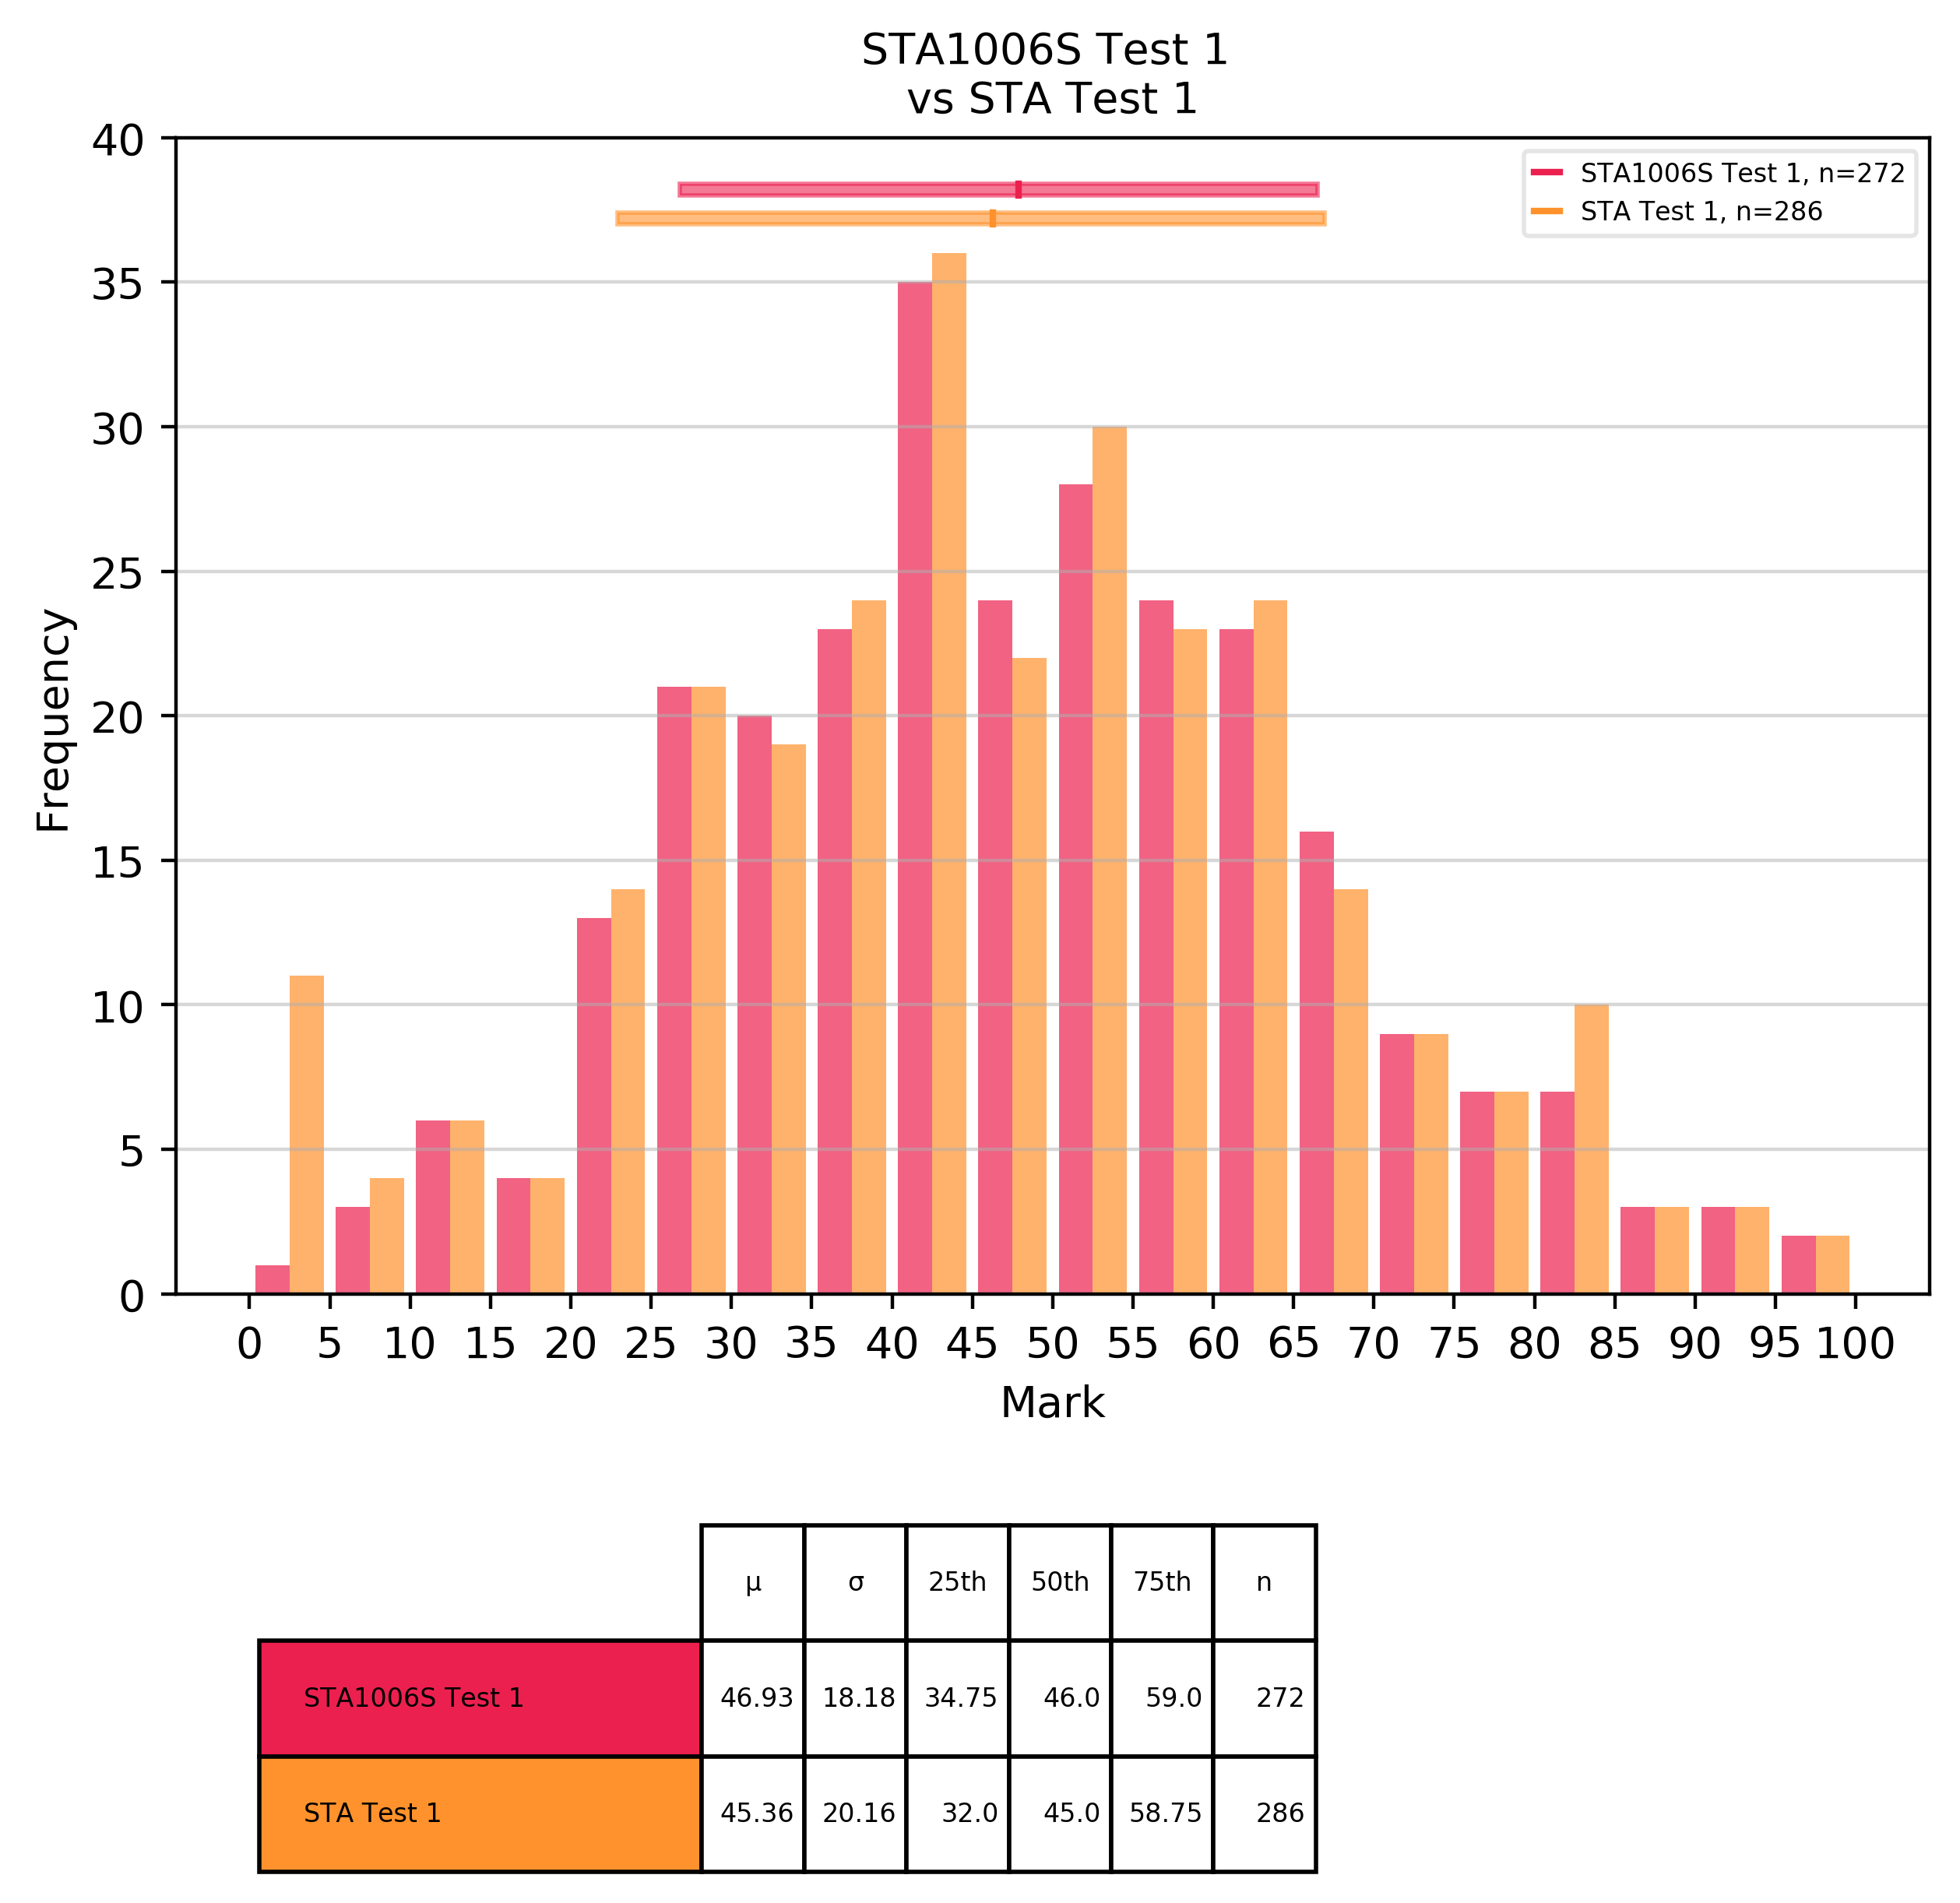 STA1006S Test 1
vs STA Test 1
STA1006S Test 1, n=272
STA Test 1, n=286
40
35
30
25
20
15
10
5
0
Frequency
0 5 10 15 20 25 30 35 40 45 50 55 60 65 70 75 80 85 90 95 100
Mark
μ σ 25th 50th 75th n
STA1006S Test 1 46.93 18.18 34.75 46.0 59.0 272
STA Test 1 45.36 20.16 32.0 45.0 58.75 286